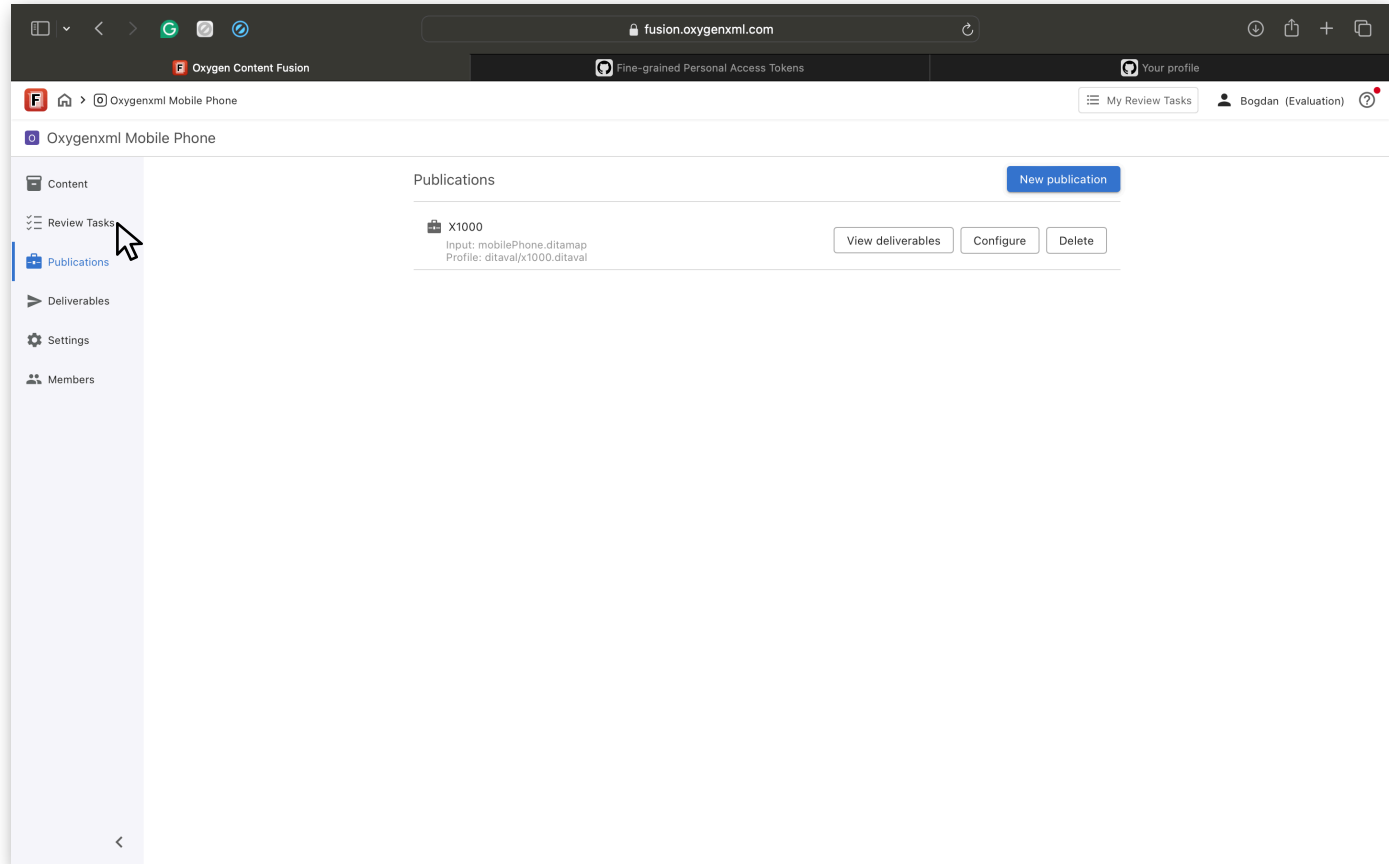 fusion.oxygenxml.com
F Oxygen Content Fusion
Fine-grained Personal Access Tokens
Your profile
F
O Oxygenxml Mobile Phone
My Review Tasks
Bogdan (Evaluation)
?
O Oxygenxml Mobile Phone
Content
Review Tasks
Publications
Deliverables
Settings
Members
Publications
New publication
X1000
Input: mobilePhone.ditamap
Profile: ditaval/x1000.ditaval
View deliverables
Configure
Delete